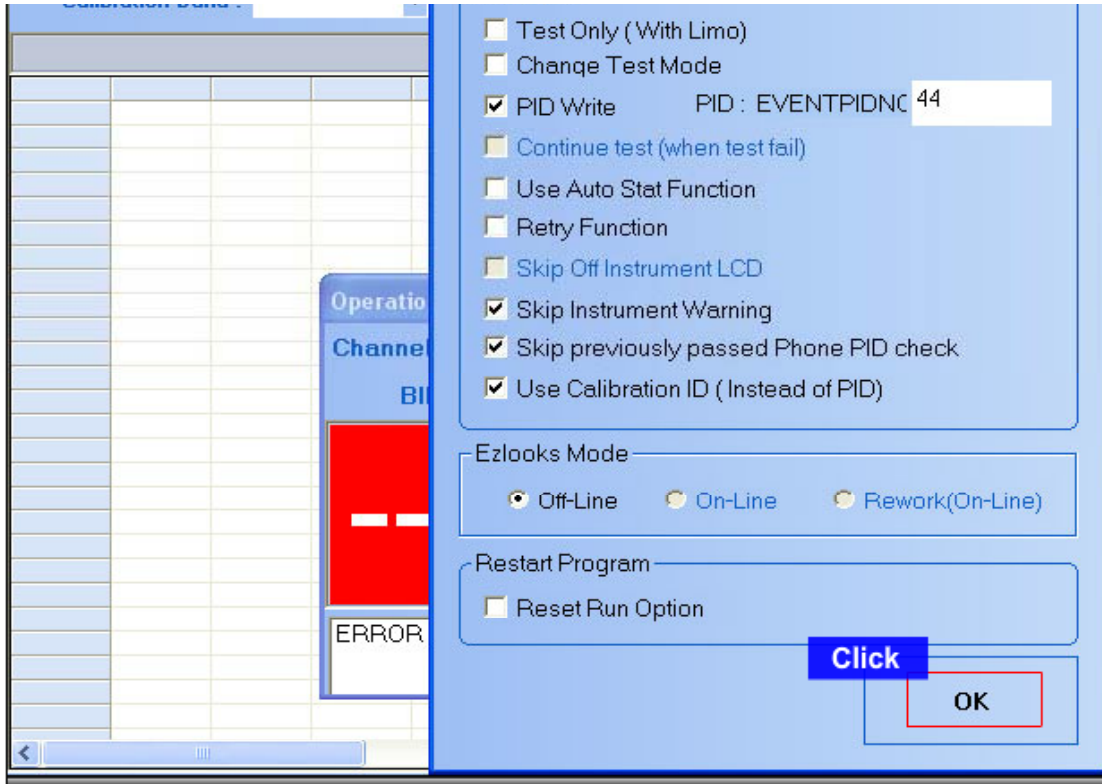 Test Only ( With Limo)
Change Test Mode
PID Write PID : EVENTPIDNC 44
Continue test (when test fail)
Use Auto Stat Function
Retry Function
Skip Off Instrument LCD
Skip Instrument Warning
Skip previously passed Phone PID check
Use Calibration ID ( Instead of PID)
Operatio
Channel
BI
ERROR
Ezlooks Mode
Off-Line On-Line Rework(On-Line)
Restart Program
Reset Run Option
Click
OK